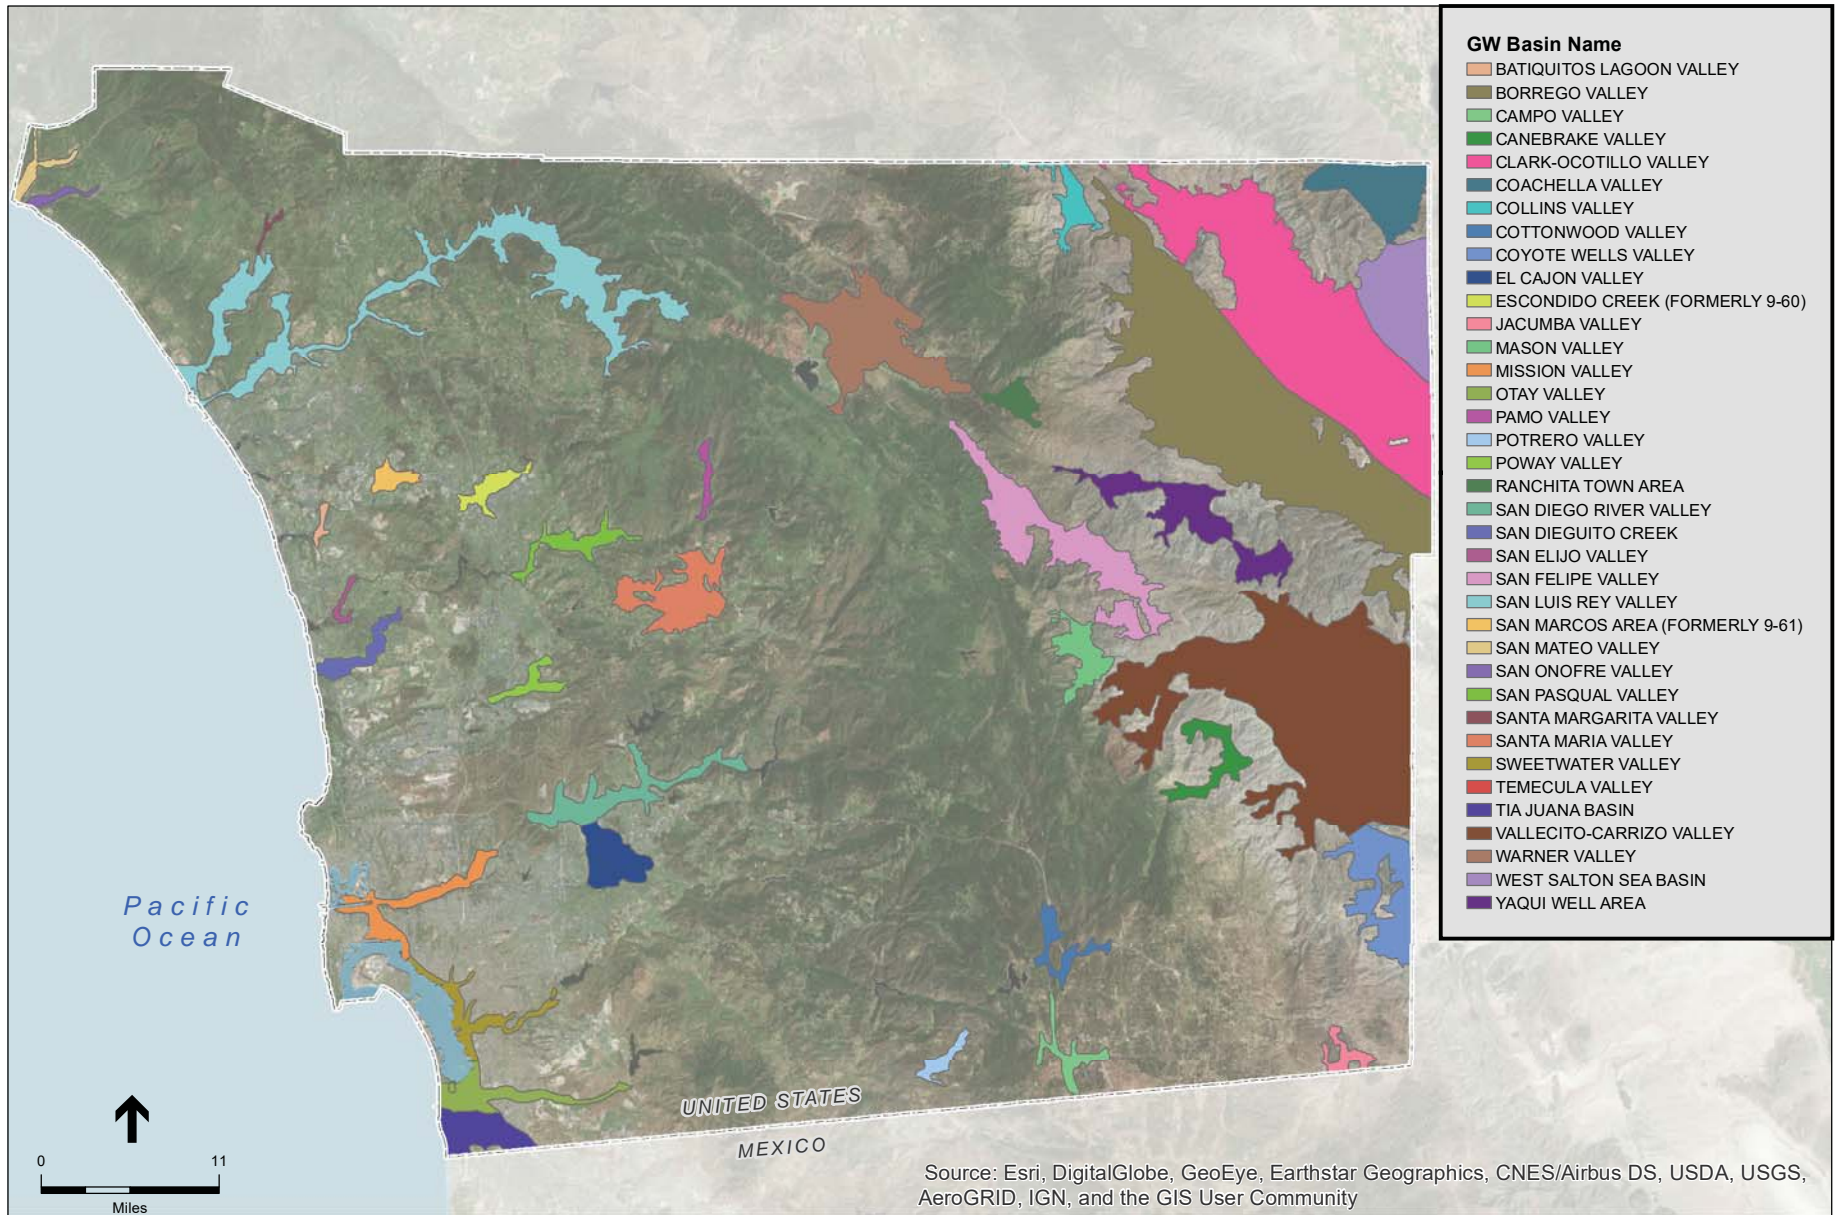 GW Basin Name
BATIQUITOS LAGOON VALLEY
BORREGO VALLEY
CAMPO VALLEY
CANEBRAKE VALLEY
CLARK-OCOTILLO VALLEY
COACHELLA VALLEY
COLLINS VALLEY
COTTONWOOD VALLEY
COYOTE WELLS VALLEY
EL CAJON VALLEY
ESCONDIDO CREEK (FORMERLY 9-60)
JACUMBA VALLEY
MASON VALLEY
MISSION VALLEY
OTAY VALLEY
PAMO VALLEY
POTRERO VALLEY
POWAY VALLEY
RANCHITA TOWN AREA
SAN DIEGO RIVER VALLEY
SAN DIEGUITO CREEK
SAN ELIJO VALLEY
SAN FELIPE VALLEY
SAN LUIS REY VALLEY
SAN MARCOS AREA (FORMERLY 9-61)
SAN MATEO VALLEY
SAN ONOFRE VALLEY
SAN PASQUAL VALLEY
SANTA MARGARITA VALLEY
SANTA MARIA VALLEY
SWEETWATER VALLEY
TEMECULA VALLEY
TIA JUANA BASIN
VALLECITO-CARRIZO VALLEY
WARNER VALLEY
WEST SALTON SEA BASIN
YAQUI WELL AREA
Pacific
Ocean
UNITED STATES
MEXICO
0 11
Miles
Source: Esri, DigitalGlobe, GeoEye, Earthstar Geographics, CNES/Airbus DS, USDA, USGS,
AeroGRID, IGN, and the GIS User Community